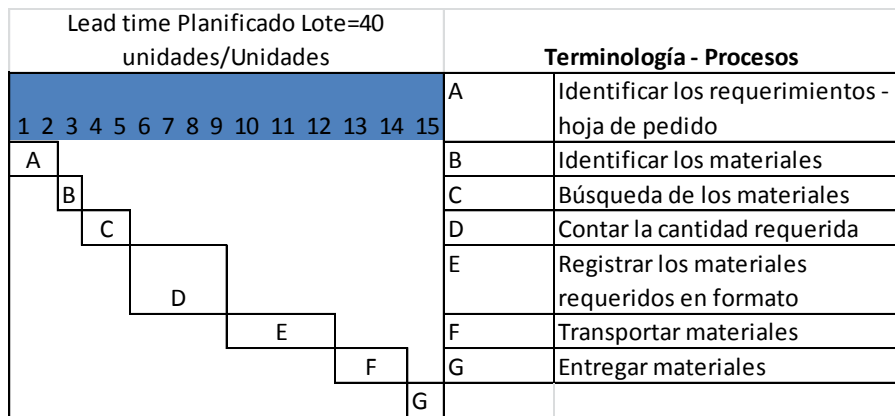 Lead time Planificado Lote=40
unidades/Unidades
Terminología - Procesos
1 2 3 4 5 6 7 8 9 10 11 12 13 14 15
A
Identificar los requerimientos -
hoja de pedido
A
B
Identificar los materiales
B
C
Búsqueda de los materiales
C
D
Contar la cantidad requerida
D
E
Registrar los materiales
requeridos en formato
E
F
Transportar materiales
F
G
Entregar materiales
G